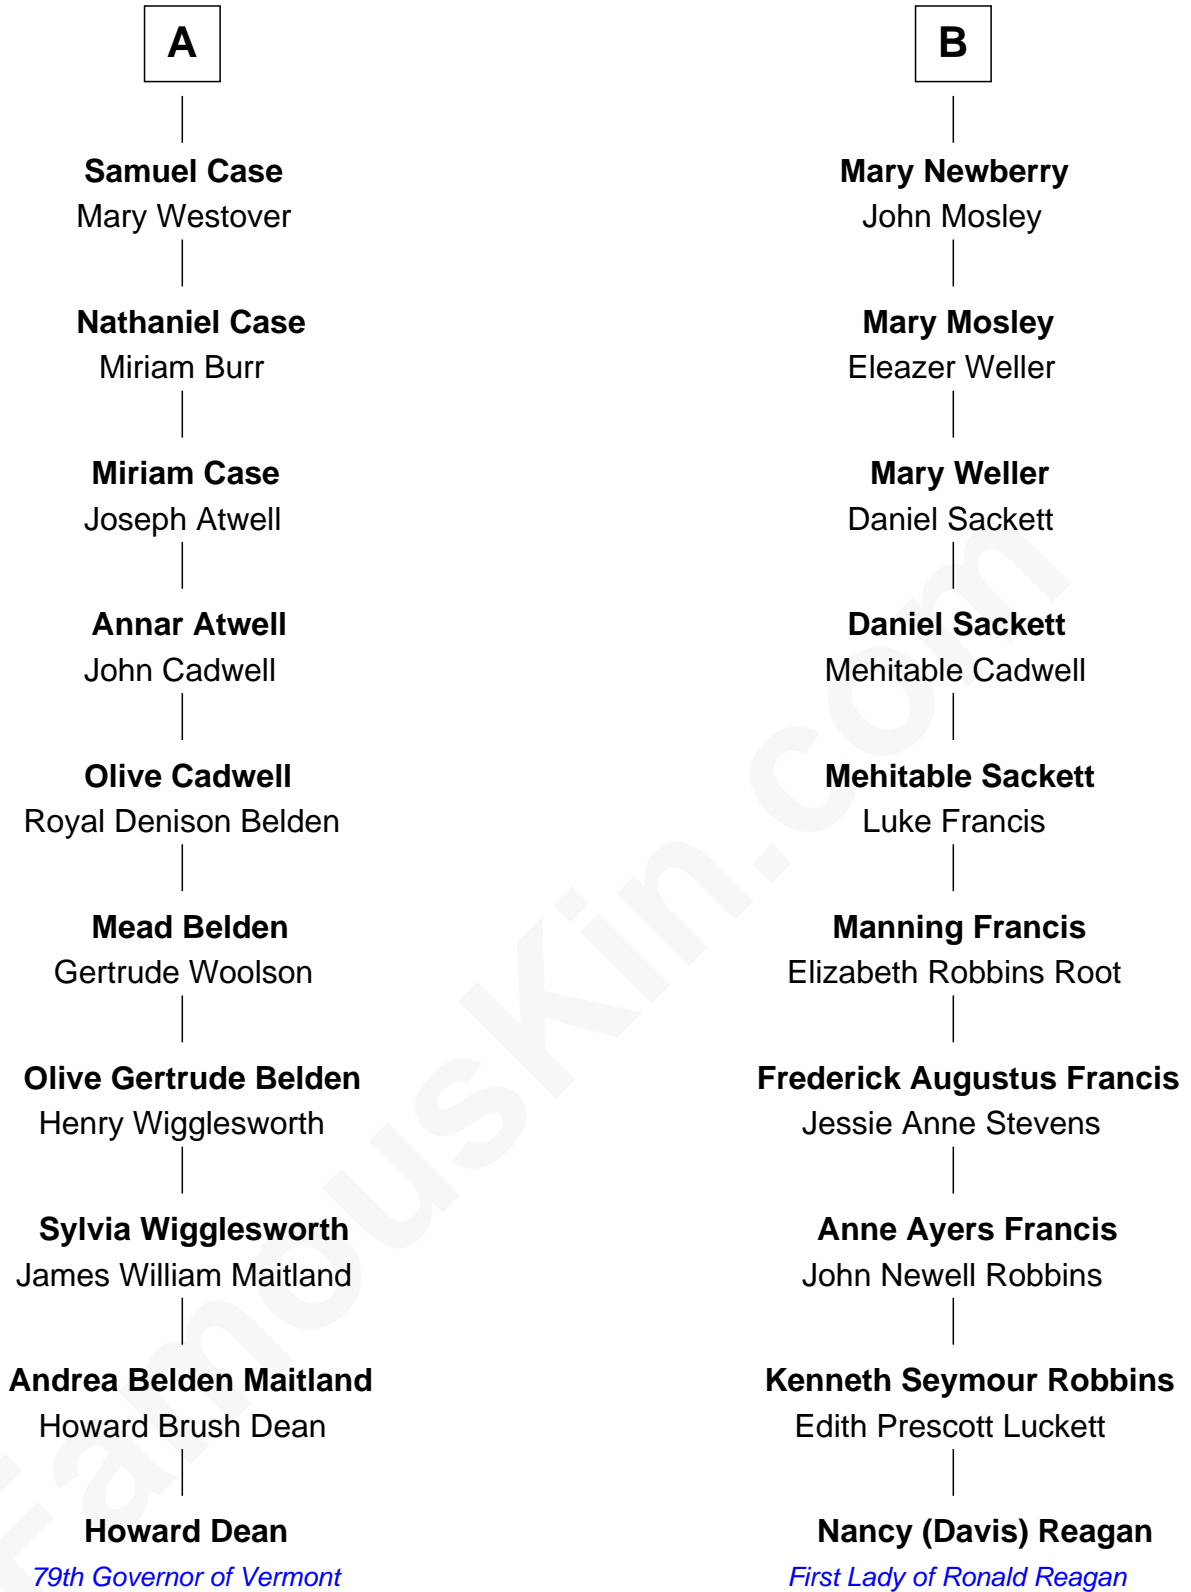 A
Samuel Case
Mary Westover
Nathaniel Case
Miriam Burr
Miriam Case
Joseph Atwell
Annar Atwell
John Cadwell
Olive Cadwell
Royal Denison Belden
Mead Belden
Gertrude Woolson
Olive Gertrude Belden
Henry Wigglesworth
Sylvia Wigglesworth
James William Maitland
Andrea Belden Maitland
Howard Brush Dean
Howard Dean
79th Governor of Vermont
B
Mary Newberry
John Mosley
Mary Mosley
Eleazer Weller
Mary Weller
Daniel Sackett
Daniel Sackett
Mehitable Cadwell
Mehitable Sackett
Luke Francis
Manning Francis
Elizabeth Robbins Root
Frederick Augustus Francis
Jessie Anne Stevens
Anne Ayers Francis
John Newell Robbins
Kenneth Seymour Robbins
Edith Prescott Luckett
Nancy (Davis) Reagan
First Lady of Ronald Reagan
FamousKin.com